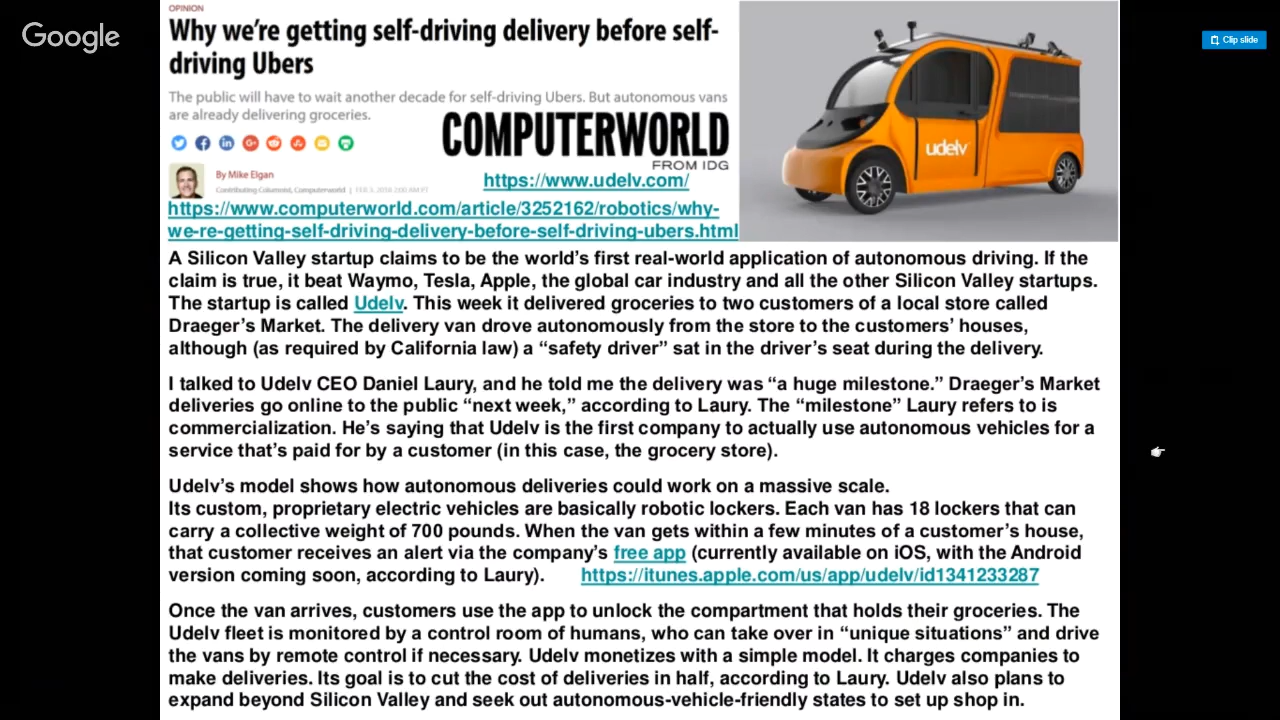 Google
Clip slide
OPINION
Why we're getting self-driving delivery before self-
driving Ubers
The public will have to wait another decade for self-driving Ubers. But autonomous vans
are already delivering groceries.
COMPUTERWORLD
FROM IDG
By Mike Elgan
Contributing Columnist, Computerworld |
https://www.udelv.com/
https://www.computerworld.com/article/3252162/robotics/why-
we-re-getting-self-driving-delivery-before-self-driving-ubers.html
udelv
A Silicon Valley startup claims to be the world's first real-world application of autonomous driving. If the
claim is true, it beat Waymo, Tesla, Apple, the global car industry and all the other Silicon Valley startups.
The startup is called Udelv. This week it delivered groceries to two customers of a local store called
Draeger's Market. The delivery van drove autonomously from the store to the customers' houses,
although (as required by California law) a “safety driver” sat in the driver's seat during the delivery.
I talked to Udelv CEO Daniel Laury, and he told me the delivery was “a huge milestone.” Draeger's Market
deliveries go online to the public “next week,” according to Laury. The “milestone” Laury refers to is
commercialization. He's saying that Udelv is the first company to actually use autonomous vehicles for a
service that's paid for by a customer (in this case, the grocery store).
Udelv's model shows how autonomous deliveries could work on a massive scale.
Its custom, proprietary electric vehicles are basically robotic lockers. Each van has 18 lockers that can
carry a collective weight of 700 pounds. When the van gets within a few minutes of a customer's house,
that customer receives an alert via the company's free app (currently available on iOS, with the Android
version coming soon, according to Laury). https://itunes.apple.com/us/app/udelv/id1341233287
Once the van arrives, customers use the app to unlock the compartment that holds their groceries. The
Udelv fleet is monitored by a control room of humans, who can take over in “unique situations” and drive
the vans by remote control if necessary. Udelv monetizes with a simple model. It charges companies to
make deliveries. Its goal is to cut the cost of deliveries in half, according to Laury. Udelv also plans to
expand beyond Silicon Valley and seek out autonomous-vehicle-friendly states to set up shop in.